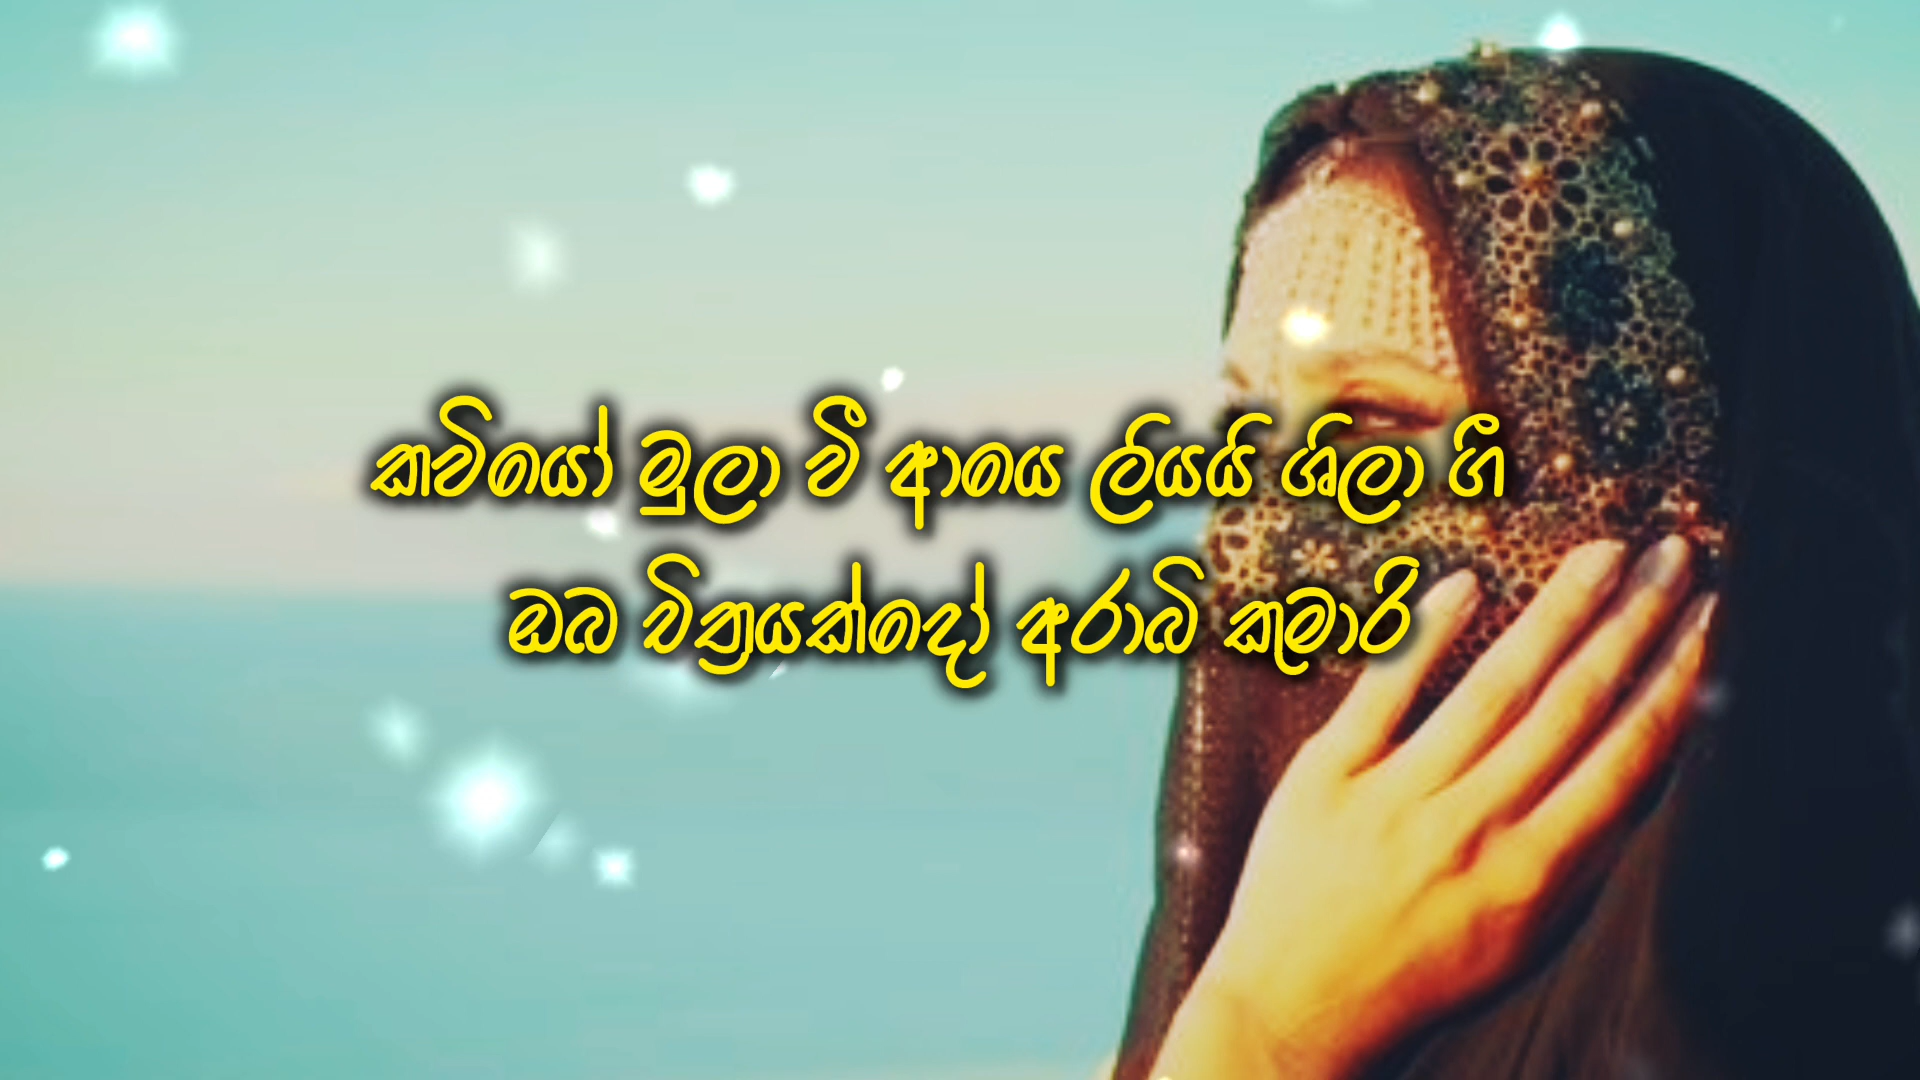 කවියෝ මුලා වී ආයෙ ලියයි ශිලා ගී
ඔබ චිත්‍රයක්දෝ අරාබි කුමාරි